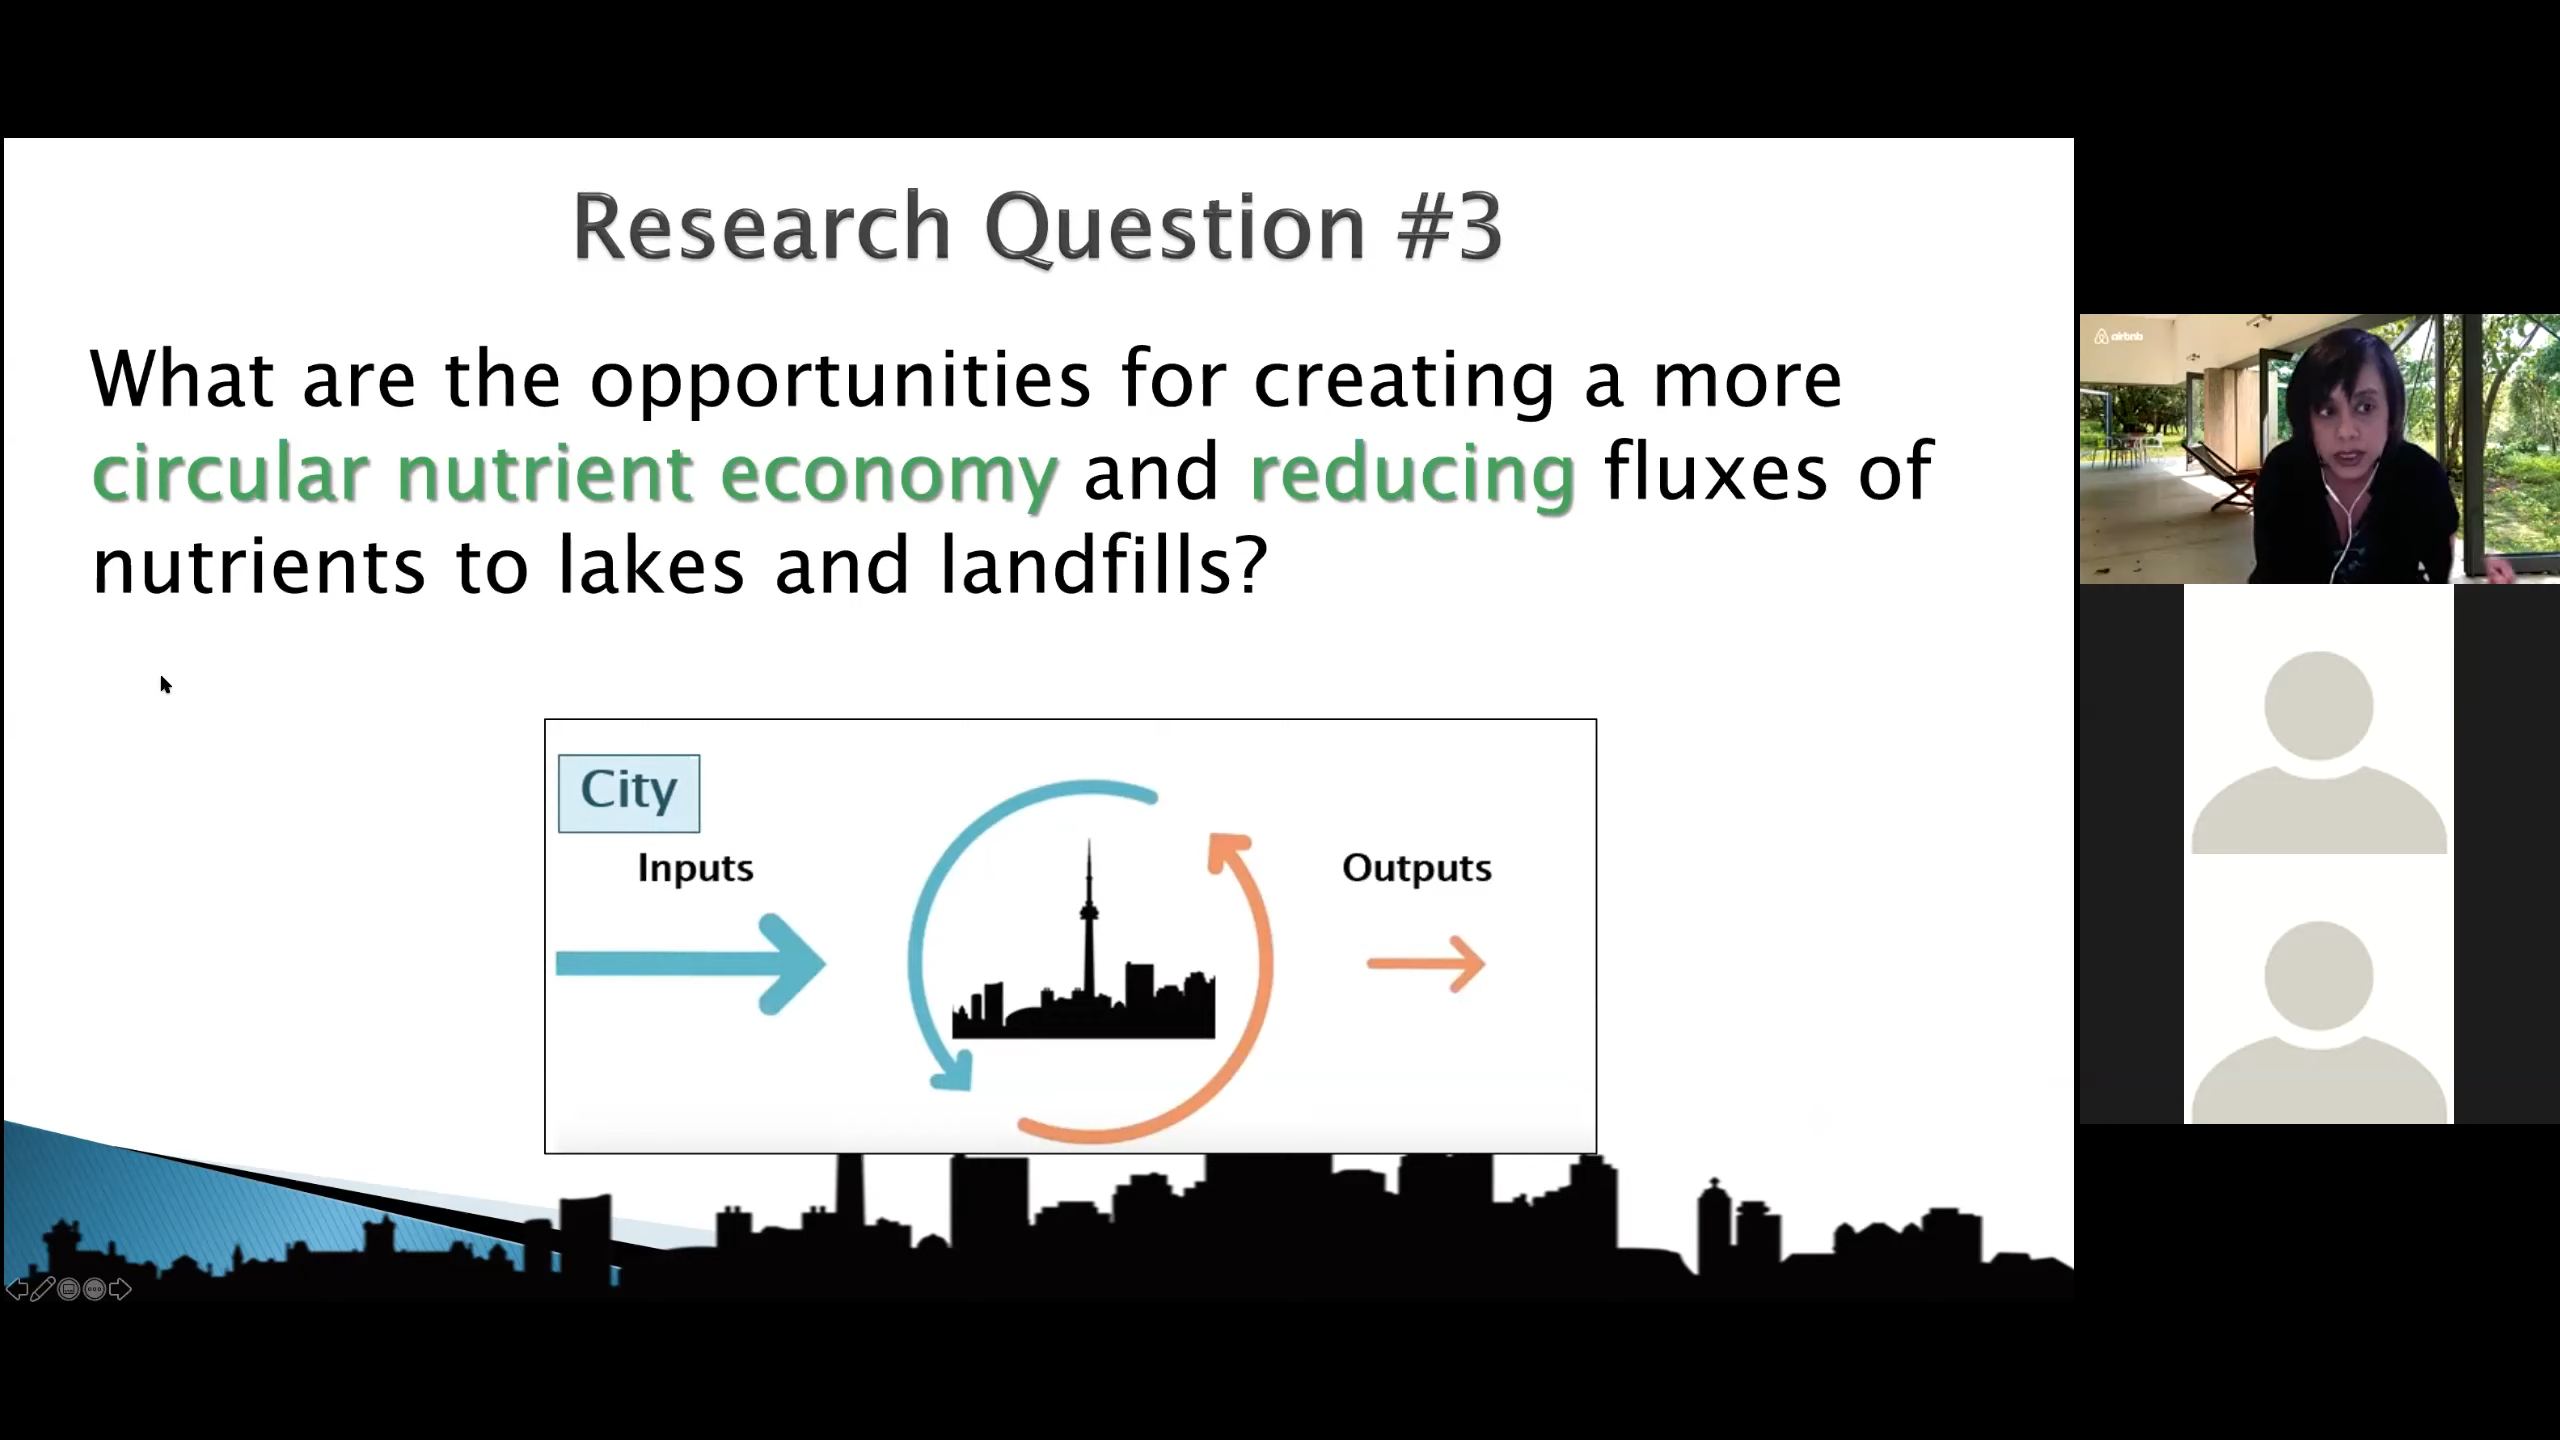 Research Question #3
What are the opportunities for creating a more
circular nutrient economy and reducing fluxes of
nutrients to lakes and landfills?
City
Inputs
Outputs
airbnb